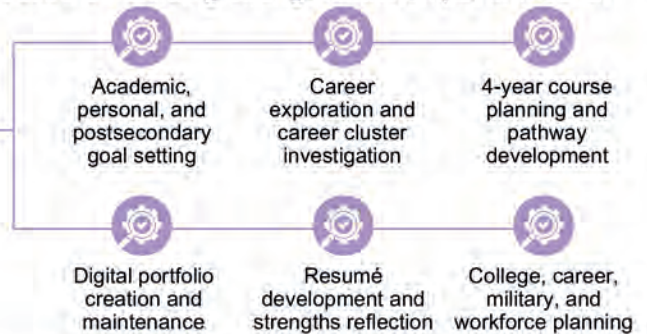 Academic,
personal, and
postsecondary
goal setting
Career
exploration and
career cluster
investigation
4-year course
planning and
pathway
development
Digital portfolio
creation and
maintenance
Resumé
development and
strengths reflection
College, career,
military, and
workforce planning